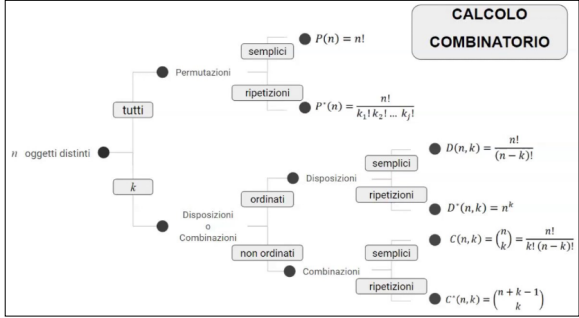 CALCOLO
COMBINATORIO
semplici
P(n) = n!
Permutazioni
ripetizioni
P*(n) = n! / k₁! k₂! … kⱼ!
tutti
n oggetti distinti
k
semplici
D(n, k) = n! / (n − k)!
Disposizioni
ordinati
ripetizioni
D*(n, k) = nᵏ
Disposizioni
o
Combinazioni
non ordinati
semplici
C(n, k) = (n k) = n! / k! (n − k)!
Combinazioni
ripetizioni
C*(n, k) = (n + k − 1 k)